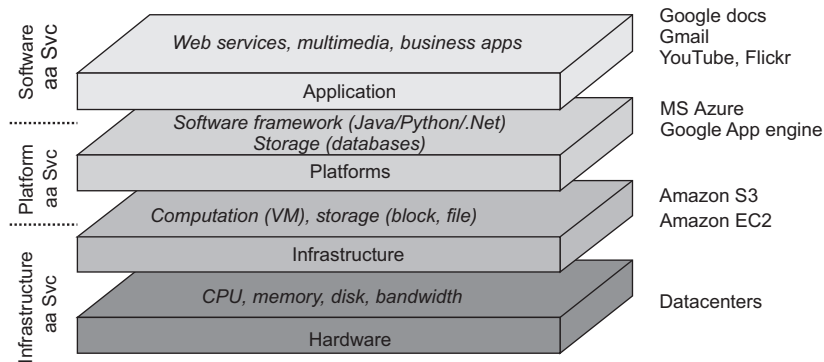 Software
aa Svc
Web services, multimedia, business apps
Application
Google docs
Gmail
YouTube, Flickr
Platform
aa Svc
Software framework (Java/Python/.Net)
Storage (databases)
Platforms
MS Azure
Google App engine
Infrastructure
aa Svc
Computation (VM), storage (block, file)
Infrastructure
Amazon S3
Amazon EC2
CPU, memory, disk, bandwidth
Hardware
Datacenters